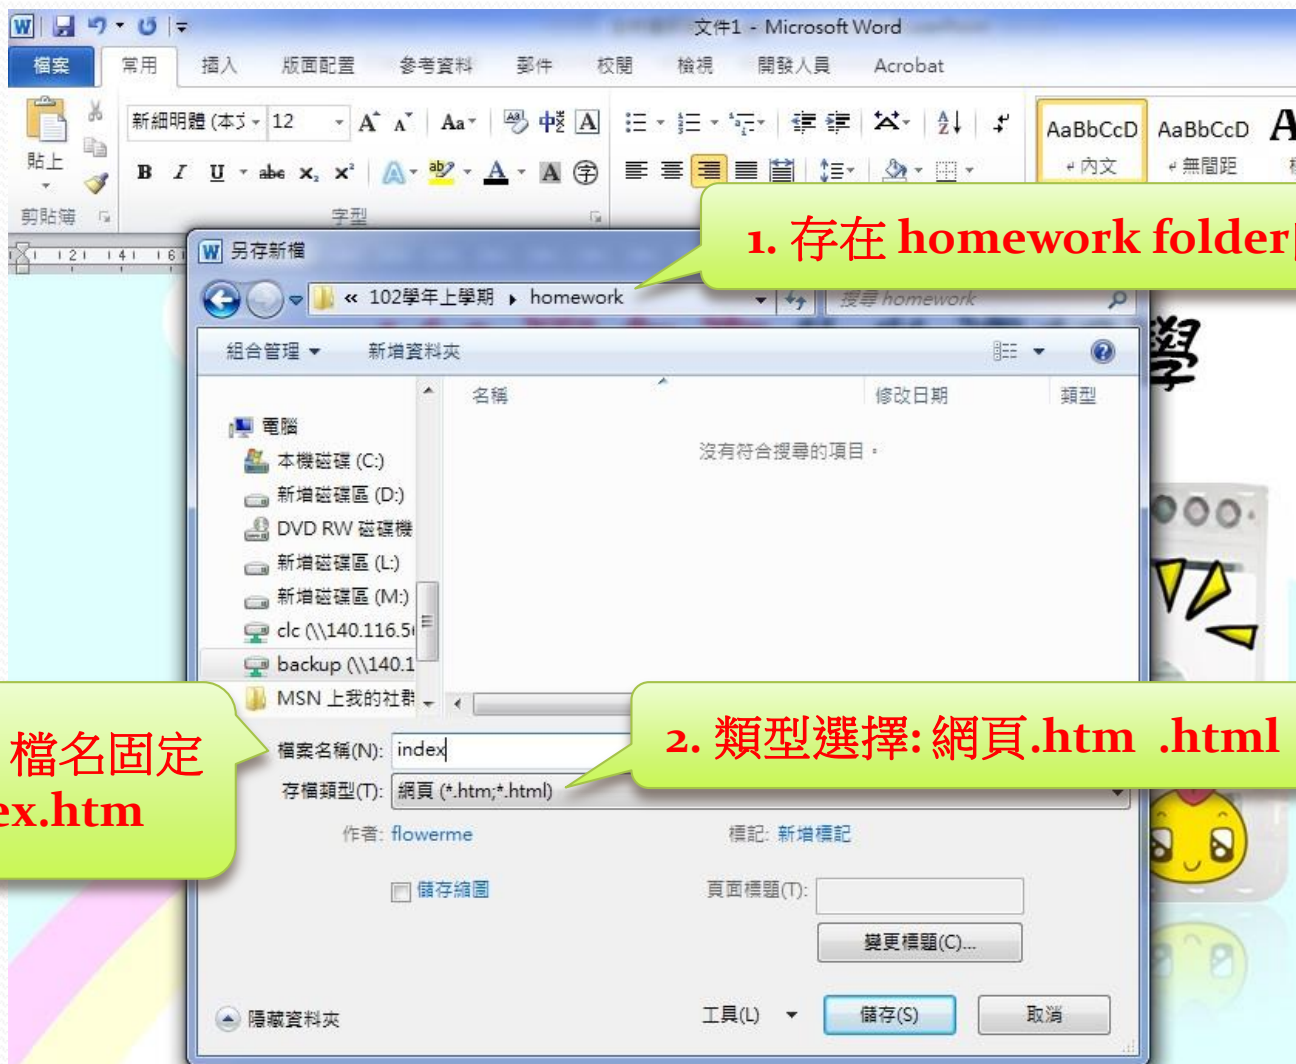 文件1 - Microsoft Word
檔案 常用 插入 版面配置 參考資料 郵件 校閱 檢視 開發人員 Acrobat
新細明體 (本文 12 A A Aa 中 A
AaBbCcD AaBbCcD
貼上
B I U abe x₂ x² A ab A A 字
內文 無間距
剪貼簿 字型
1. 存在 homework folder
另存新檔
« 102學年上學期 ▸ homework
搜尋 homework
組合管理 新增資料夾
學
名稱 修改日期 類型
電腦
沒有符合搜尋的項目。
本機磁碟 (C:)
新增磁碟區 (D:)
DVD RW 磁碟機
新增磁碟區 (L:)
新增磁碟區 (M:)
clc (\\140.116.5
backup (\\140.1
MSN 上我的社群
檔名固定
ex.htm
2. 類型選擇: 網頁.htm .html
檔案名稱(N): index
存檔類型(T): 網頁 (*.htm;*.html)
作者: flowerme 標記: 新增標記
儲存縮圖 頁面標題(T):
變更標題(C)...
隱藏資料夾 工具(L) 儲存(S) 取消